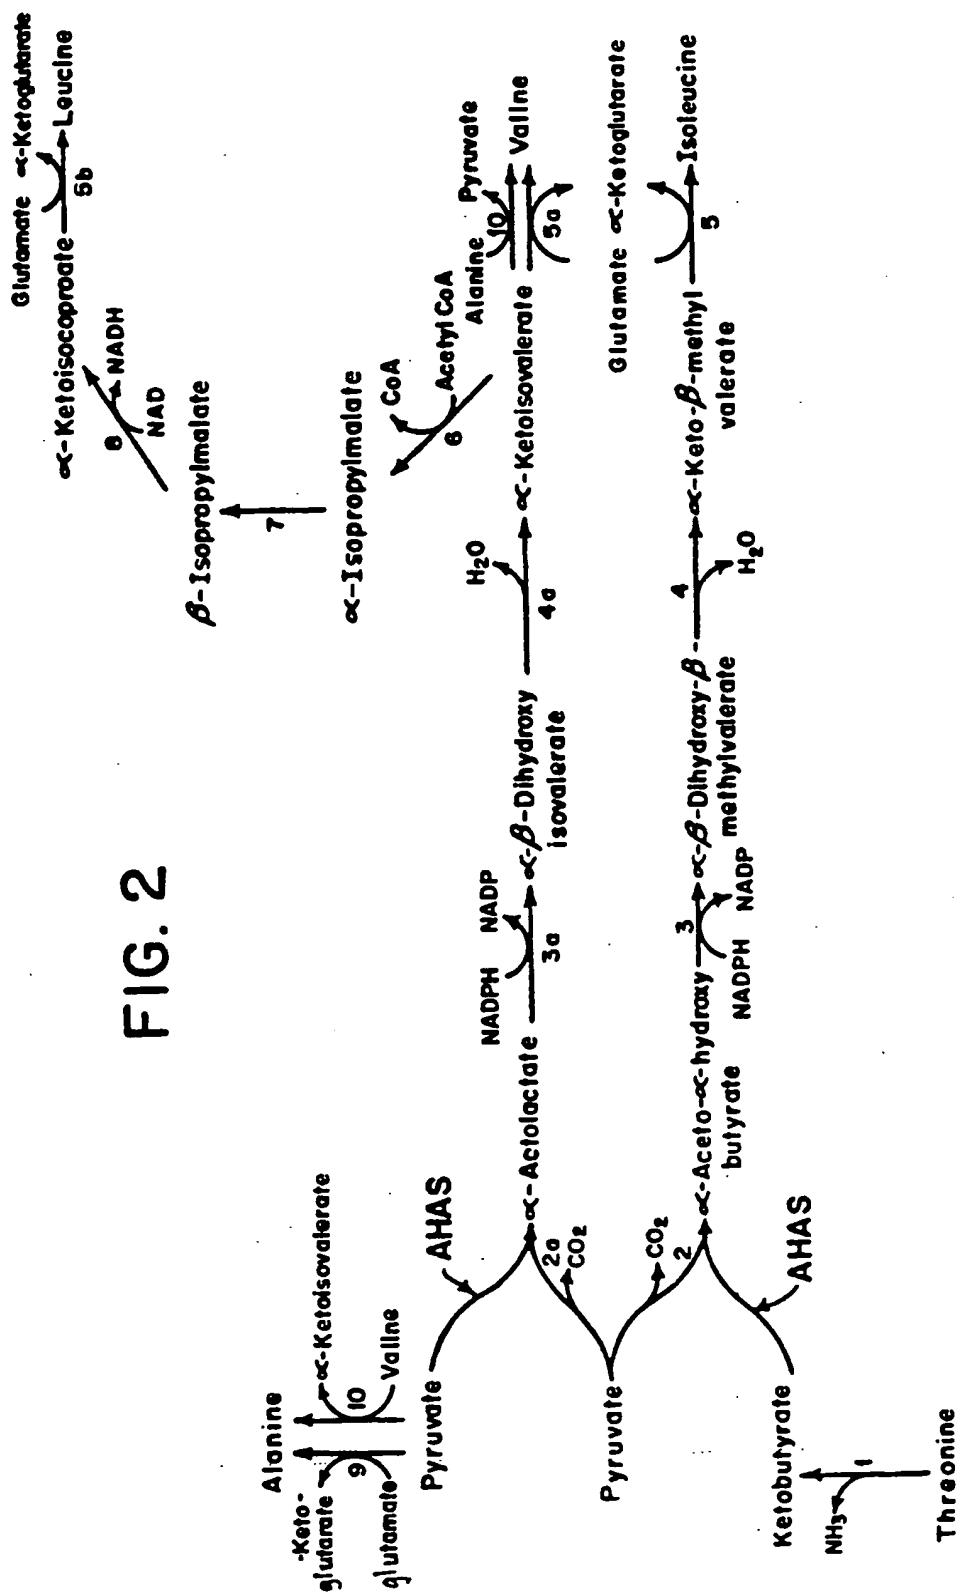 FIG. 2
Glutamate α-Ketoglutarate
α-Ketoisocoproate
Leucine
5b
NADH
NAD
8
β-Isopropylmalate
7
α-Isopropylmalate
CoA
Acetyl CoA
6
Alanine
Pyruvate
10
Valine
5a
Alanine
-Keto-
glutarate
glutamate
9
10
α-Ketoisovalerate
Valine
Pyruvate
AHAS
2a
CO2
α-Actolactate
NADPH
NADP
3a
α-β-Dihydroxy
isovalerate
H2O
4a
α-Ketoisovalerate
Glutamate α-Ketoglutarate
Pyruvate
CO2
2
Ketobutyrate
AHAS
α-Aceto-α-hydroxy
butyrate
3
NADPH
NADP
α-β-Dihydroxy-β-
methylvalerate
4
H2O
α-Keto-β-methyl
valerate
5
Isoleucine
NH3
1
Threonine